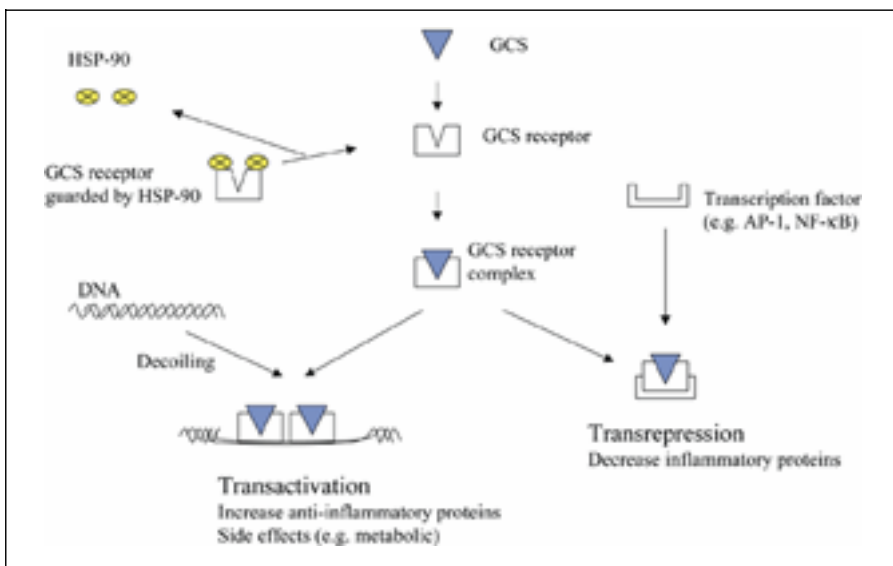 HSP-90
GCS
GCS receptor
GCS receptor
guarded by HSP-90
Transcription factor
(e.g. AP-1, NF-κB)
GCS receptor
complex
DNA
Decoiling
Transrepression
Decrease inflammatory proteins
Transactivation
Increase anti-inflammatory proteins
Side effects (e.g. metabolic)